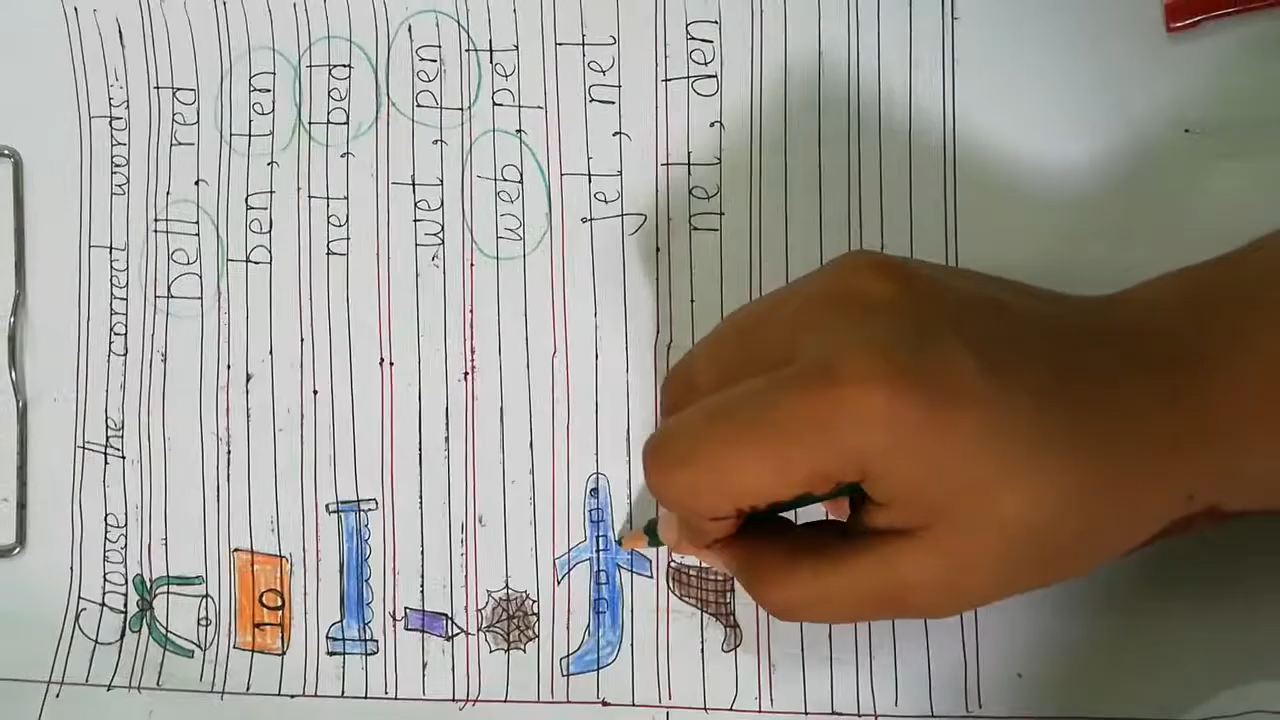 Choose the correct words:-
bell, red
10 ben, ten
net, bed
wet, pen
web, pet
jet, net
net, den